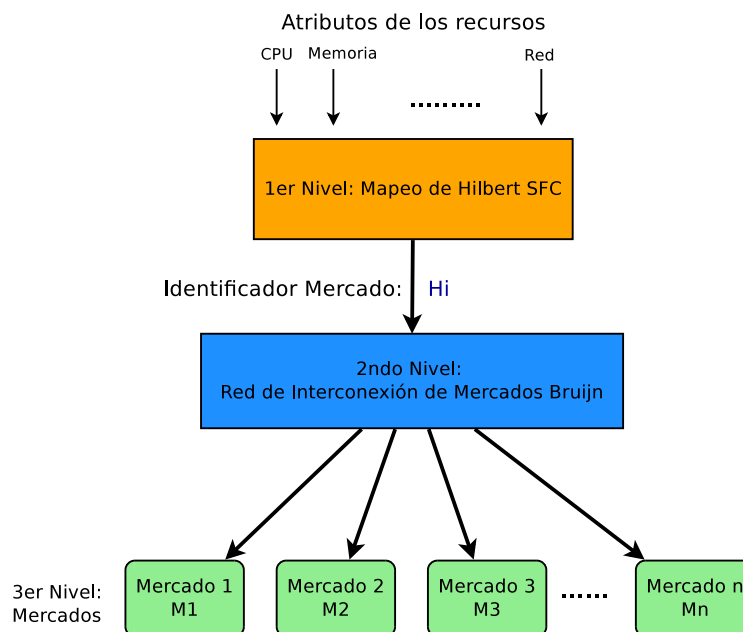 Atributos de los recursos
CPU Memoria Red
1er Nivel: Mapeo de Hilbert SFC
Identificador Mercado: Hi
2ndo Nivel:
Red de Interconexión de Mercados Bruijn
3er Nivel:
Mercados
Mercado 1
M1
Mercado 2
M2
Mercado 3
M3
Mercado n
Mn